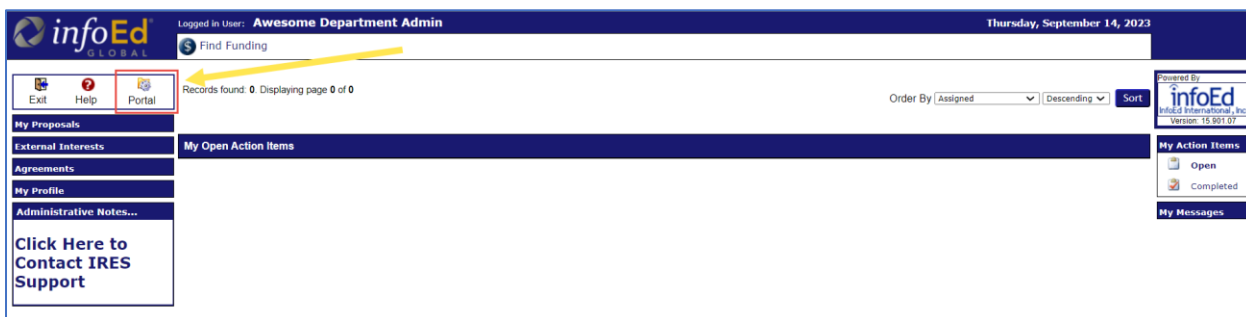 infoEd
GLOBAL
Logged in User: Awesome Department Admin
Thursday, September 14, 2023
Find Funding
Exit
Help
Portal
Records found: 0. Displaying page 0 of 0
Order By Assigned Descending Sort
My Proposals
External Interests
Agreements
My Profile
Administrative Notes...
Click Here to
Contact IRES
Support
My Open Action Items
Powered By
infoEd
InfoEd International, Inc
Version: 15.901.07
My Action Items
Open
Completed
My Messages